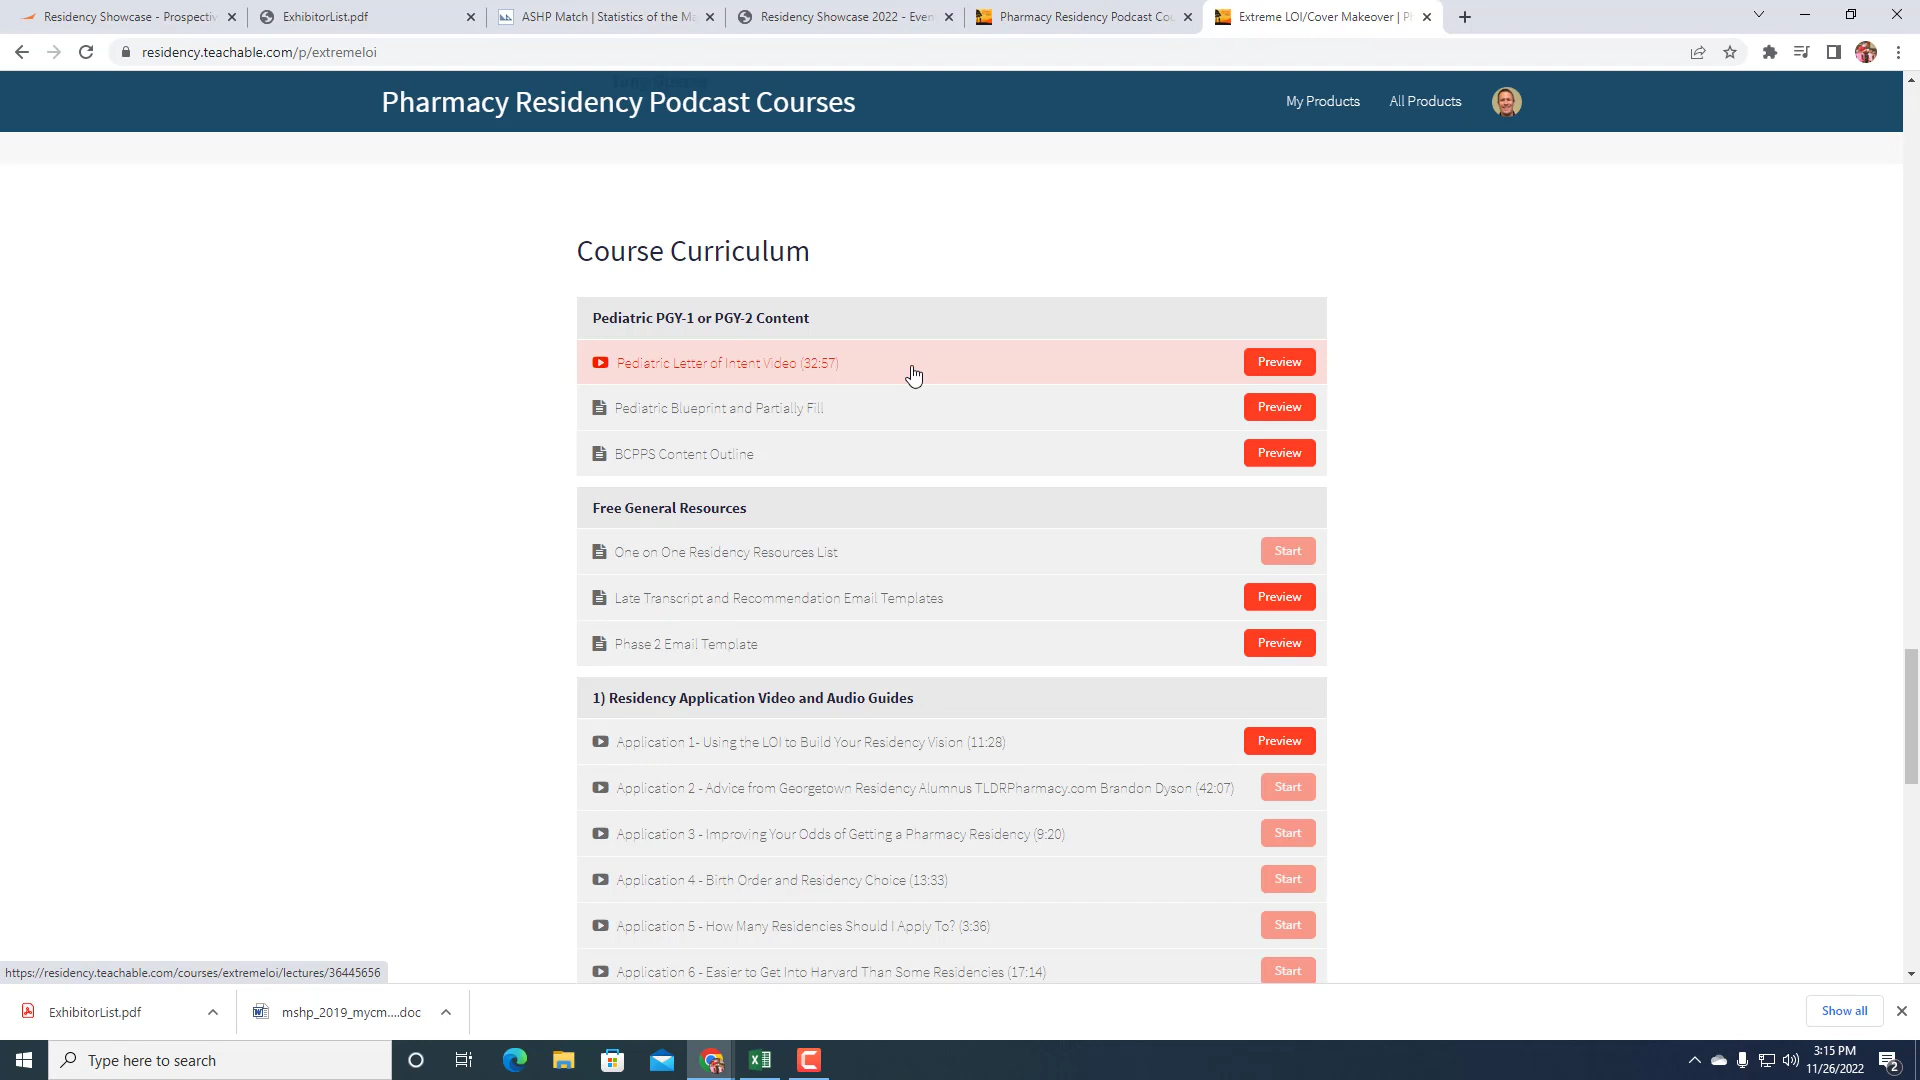 Residency Showcase - Prospectiv
ExhibitorList.pdf
ASHP Match | Statistics of the Ma
Residency Showcase 2022 - Even
Pharmacy Residency Podcast Cou
Extreme LOI/Cover Makeover | Ph
residency.teachable.com/p/extremeloi
Pharmacy Residency Podcast Courses
My Products
All Products
Course Curriculum
Pediatric PGY-1 or PGY-2 Content
Pediatric Letter of Intent Video (32:57)
Preview
Pediatric Blueprint and Partially Fill
Preview
BCPPS Content Outline
Preview
Free General Resources
One on One Residency Resources List
Start
Late Transcript and Recommendation Email Templates
Preview
Phase 2 Email Template
Preview
1) Residency Application Video and Audio Guides
Application 1- Using the LOI to Build Your Residency Vision (11:28)
Preview
Application 2 - Advice from Georgetown Residency Alumnus TLDRPharmacy.com Brandon Dyson (42:07)
Start
Application 3 - Improving Your Odds of Getting a Pharmacy Residency (9:20)
Start
Application 4 - Birth Order and Residency Choice (13:33)
Start
Application 5 - How Many Residencies Should I Apply To? (3:36)
Start
Application 6 - Easier to Get Into Harvard Than Some Residencies (17:14)
Start
https://residency.teachable.com/courses/extremeloi/lectures/36445656
ExhibitorList.pdf
mshp_2019_mycm....doc
Show all
Type here to search
3:15 PM
11/26/2022
2